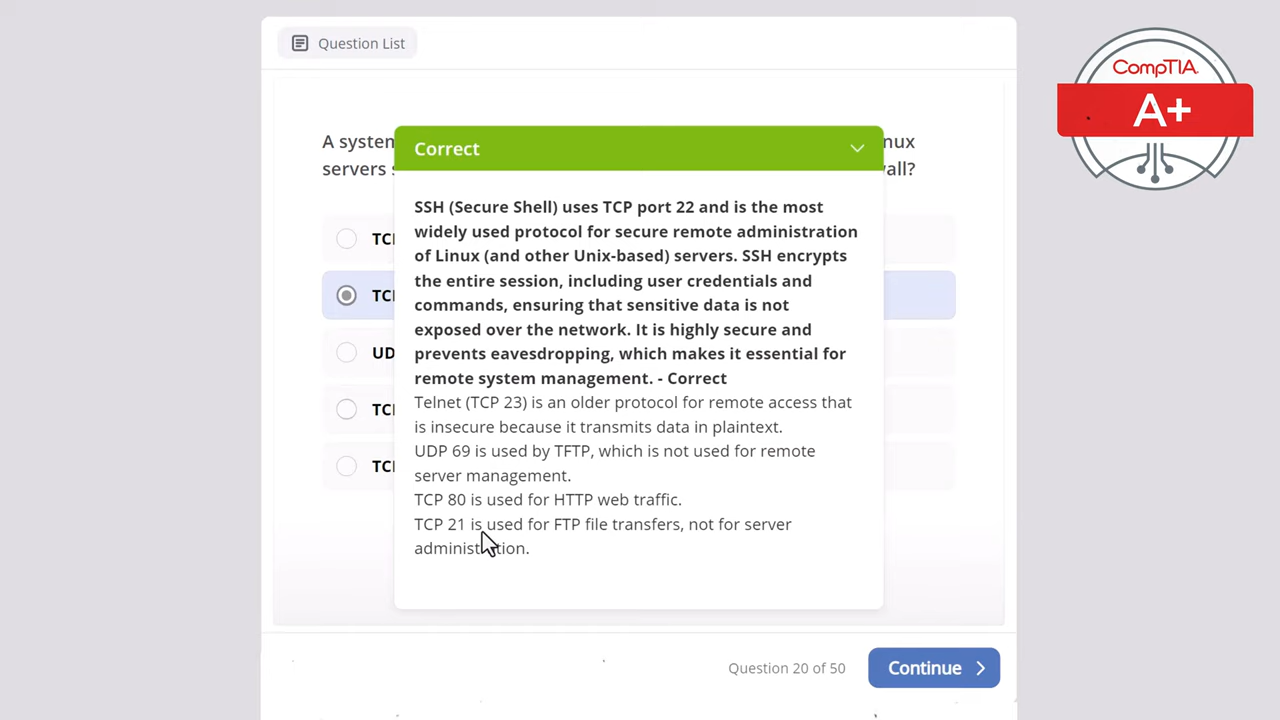 Question List
CompTIA
A+
A system
nux
servers
all?
Correct
SSH (Secure Shell) uses TCP port 22 and is the most
widely used protocol for secure remote administration
of Linux (and other Unix-based) servers. SSH encrypts
the entire session, including user credentials and
commands, ensuring that sensitive data is not
exposed over the network. It is highly secure and
prevents eavesdropping, which makes it essential for
remote system management. - Correct
Telnet (TCP 23) is an older protocol for remote access that
is insecure because it transmits data in plaintext.
UDP 69 is used by TFTP, which is not used for remote
server management.
TCP 80 is used for HTTP web traffic.
TCP 21 is used for FTP file transfers, not for server
administration.
Question 20 of 50
Continue